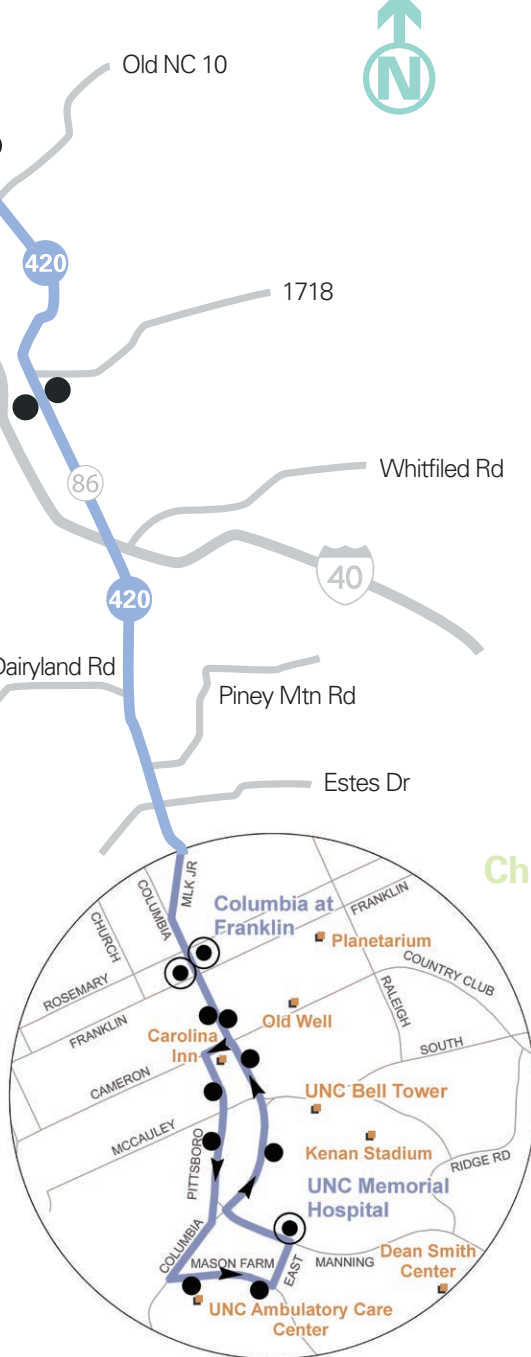 Old NC 10
N
420
1718
86
Whitfiled Rd
40
420
Dairyland Rd
Piney Mtn Rd
Estes Dr
Ch
MLK JR
COLUMBIA
CHURCH
Columbia at
Franklin
FRANKLIN
Planetarium
COUNTRY CLUB
ROSEMARY
RALEIGH
FRANKLIN
Old Well
Carolina
Inn
SOUTH
CAMERON
UNC Bell Tower
MCCAULEY
Kenan Stadium
RIDGE RD
PITTSBORO
UNC Memorial
Hospital
COLUMBIA
MASON FARM
EAST
MANNING
Dean Smith
Center
UNC Ambulatory Care
Center